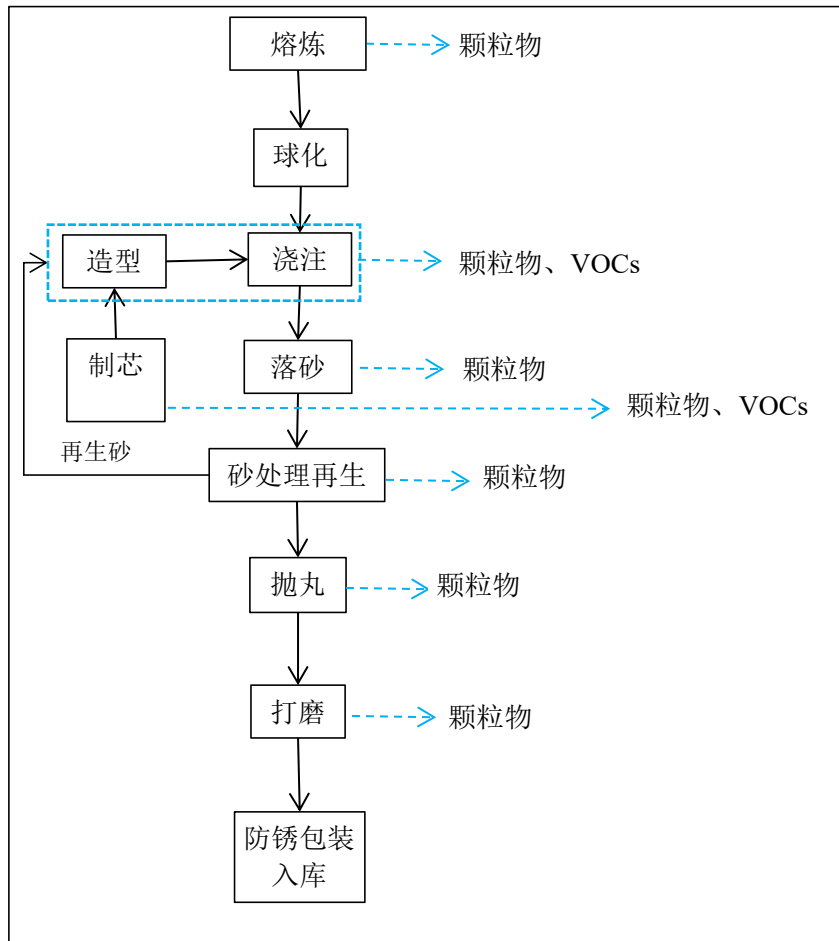 熔炼
颗粒物
球化
造型
浇注
颗粒物、VOCs
制芯
落砂
颗粒物
颗粒物、VOCs
再生砂
砂处理再生
颗粒物
抛丸
颗粒物
打磨
颗粒物
防锈包装
入库